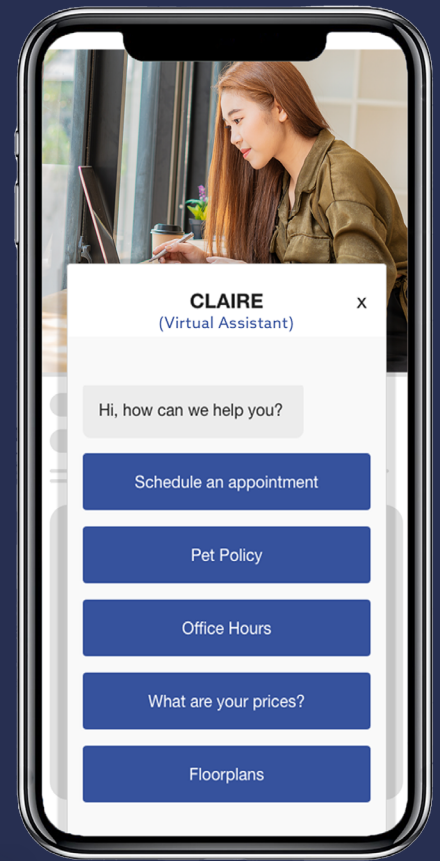 CLAIRE
X
(Virtual Assistant)
Hi, how can we help you?
Schedule an appointment
Pet Policy
Office Hours
What are your prices?
Floorplans